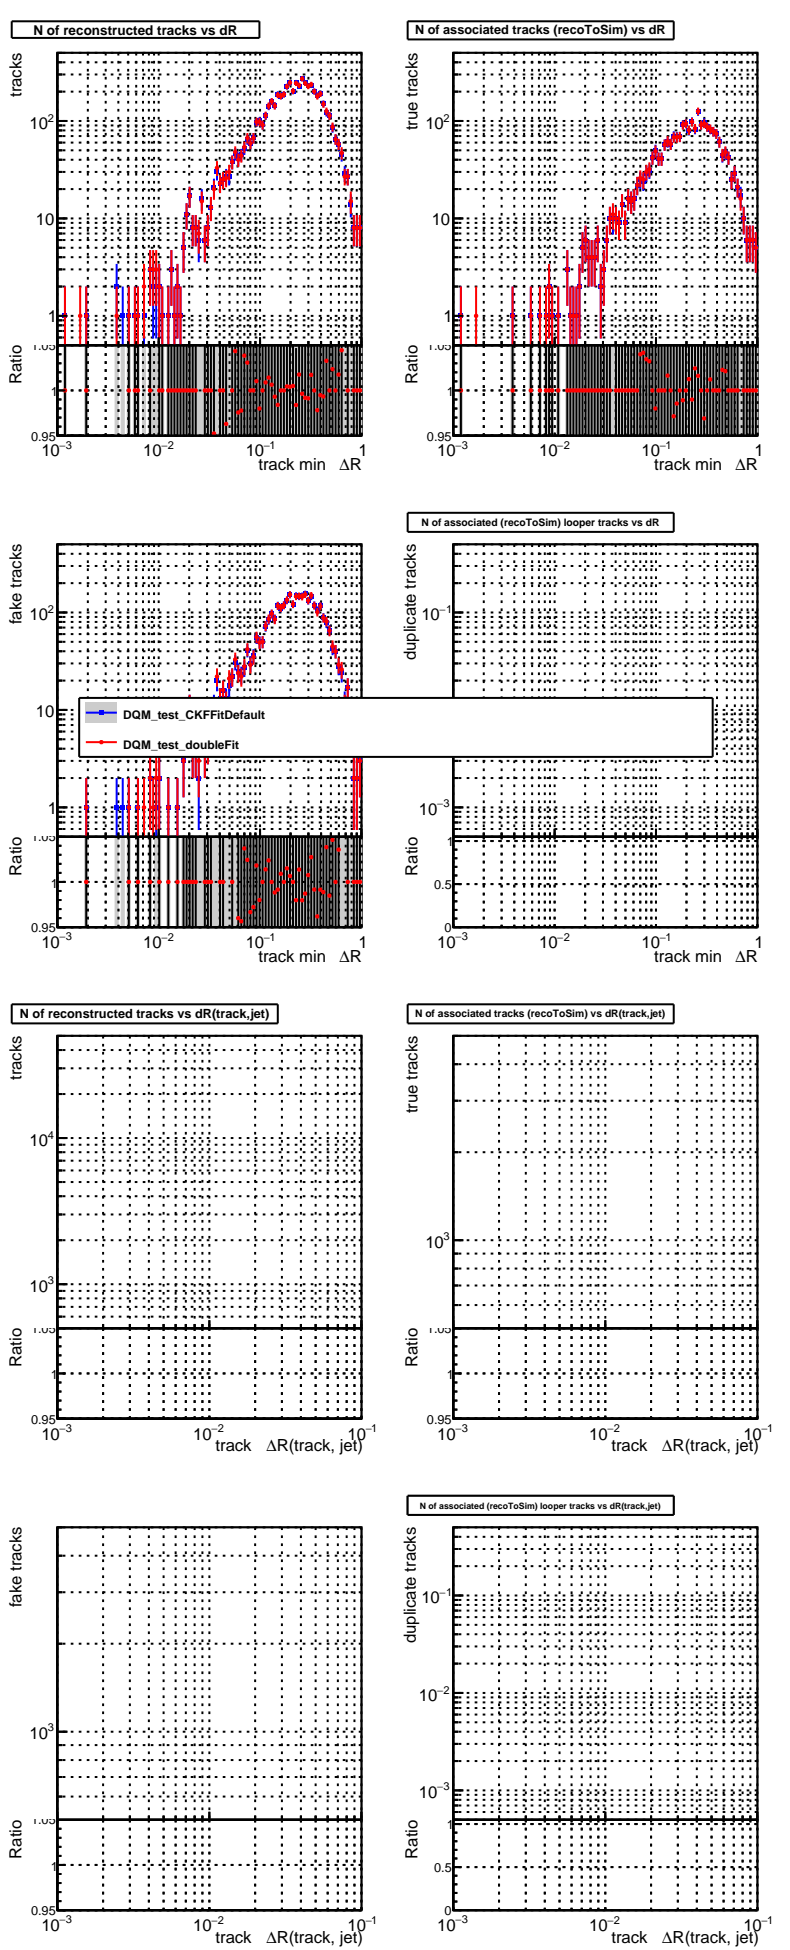 N of reconstructed tracks vs dR
N of associated tracks (recoToSim) vs dR
tracks
10²
10
1
Ratio
1.05
1
0.95
10⁻³ 10⁻² 10⁻¹ 1
track min ΔR
true tracks
10²
10
1
Ratio
1.05
1
0.95
10⁻³ 10⁻² 10⁻¹ 1
track min ΔR
N of associated (recoToSim) looper tracks vs dR
fake tracks
10²
10
1
Ratio
1.05
1
0.95
10⁻³ 10⁻² 10⁻¹ 1
track min ΔR
duplicate tracks
10⁻¹
10⁻³
Ratio
1
0.5
0
10⁻³ 10⁻² 10⁻¹ 1
track min ΔR
DQM_test_CKFFitDefault
DQM_test_doubleFit
N of reconstructed tracks vs dR(track,jet)
N of associated tracks (recoToSim) vs dR(track,jet)
tracks
10⁴
10³
Ratio
1.05
1
0.95
10⁻³ 10⁻² 10⁻¹
track ΔR(track, jet)
true tracks
10³
Ratio
1.05
1
0.95
10⁻³ 10⁻² 10⁻¹
track ΔR(track, jet)
N of associated (recoToSim) looper tracks vs dR(track,jet)
fake tracks
10³
Ratio
1.05
1
0.95
10⁻³ 10⁻² 10⁻¹
track ΔR(track, jet)
duplicate tracks
10⁻¹
10⁻²
10⁻³
Ratio
1
0.5
0
10⁻³ 10⁻² 10⁻¹
track ΔR(track, jet)